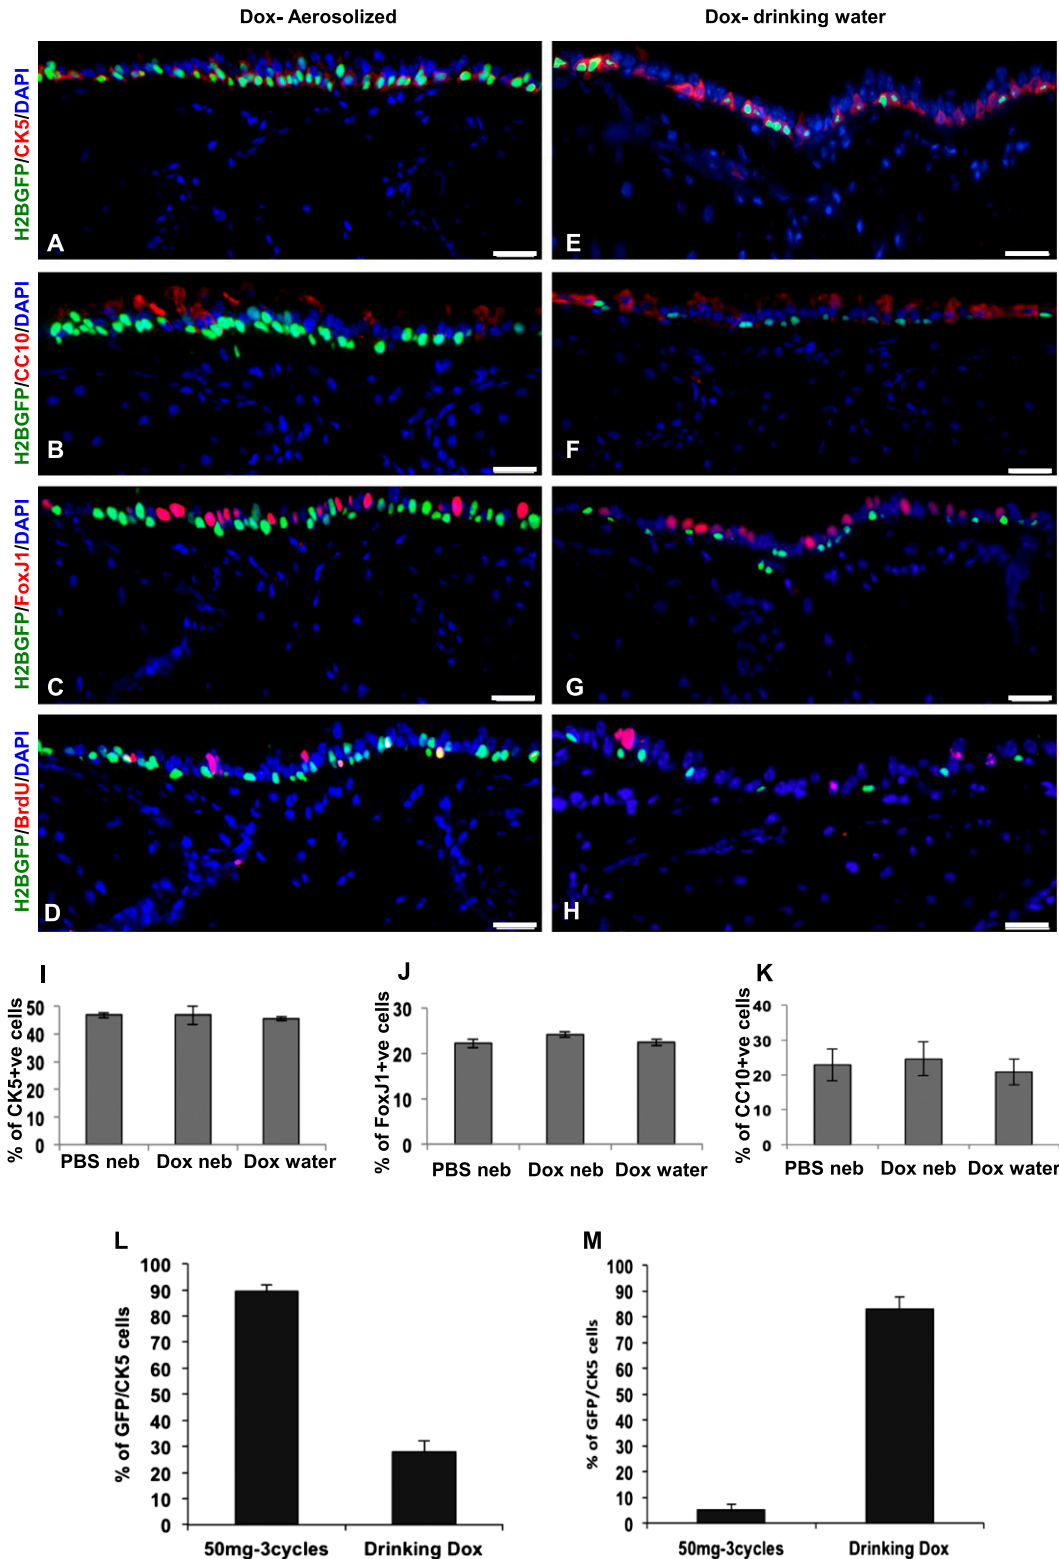 Dox- Aerosolized
Dox- drinking water
H2BGFP/CK5/DAPI
A
E
H2BGFP/CC10/DAPI
B
F
H2BGFP/FoxJ1/DAPI
C
G
H2BGFP/BrdU/DAPI
D
H
I
% of CK5+ve cells
50
40
30
20
10
0
PBS neb
Dox neb
Dox water
J
% of FoxJ1+ve cells
30
20
10
0
PBS neb
Dox neb
Dox water
K
% of CC10+ve cells
40
30
20
10
0
PBS neb
Dox neb
Dox water
L
% of GFP/CK5 cells
100
90
80
70
60
50
40
30
20
10
0
50mg-3cycles
Drinking Dox
M
% of GFP/CK5 cells
100
90
80
70
60
50
40
30
20
10
0
50mg-3cycles
Drinking Dox